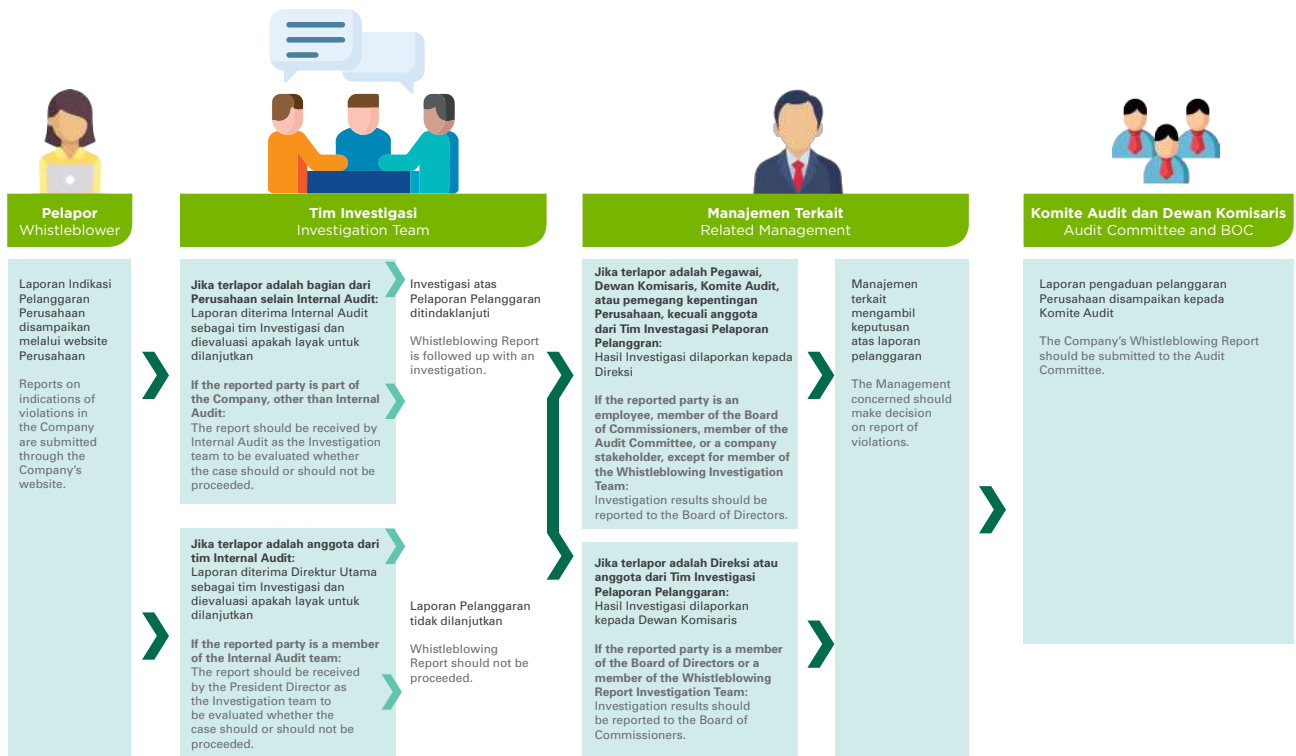 Pelapor
Whistleblower
Laporan Indikasi
Pelanggaran
Perusahaan
disampaikan
melalui website
Perusahaan
Reports on
indications of
violations in
the Company
are submitted
through the
Company's
website.
Tim Investigasi
Investigation Team
Jika terlapor adalah bagian dari
Perusahaan selain Internal Audit:
Laporan diterima Internal Audit
sebagai tim Investigasi dan
dievaluasi apakah layak untuk
dilanjutkan
If the reported party is part of
the Company, other than Internal
Audit:
The report should be received by
Internal Audit as the Investigation
team to be evaluated whether
the case should or should not be
proceeded.
Jika terlapor adalah anggota dari
tim Internal Audit:
Laporan diterima Direktur Utama
sebagai tim Investigasi dan
dievaluasi apakah layak untuk
dilanjutkan
If the reported party is a member
of the Internal Audit team:
The report should be received
by the President Director as
the Investigation team to
be evaluated whether the
case should or should not be
proceeded.
Investigasi atas
Pelaporan Pelanggaran
ditindaklanjuti
Whistleblowing Report
is followed up with an
investigation.
Laporan Pelanggaran
tidak dilanjutkan
Whistleblowing
Report should not be
proceeded.
Manajemen Terkait
Related Management
Jika terlapor adalah Pegawai,
Dewan Komisaris, Komite Audit,
atau pemegang kepentingan
Perusahaan, kecuali anggota
dari Tim Investagasi Pelaporan
Pelanggran:
Hasil Investigasi dilaporkan kepada
Direksi
If the reported party is an
employee, member of the Board
of Commissioners, member of the
Audit Committee, or a company
stakeholder, except for member of
the Whistleblowing Investigation
Team:
Investigation results should be
reported to the Board of Directors.
Jika terlapor adalah Direksi atau
anggota dari Tim Investigasi
Pelaporan Pelanggaran:
Hasil Investigasi dilaporkan
kepada Dewan Komisaris
If the reported party is a member
of the Board of Directors or a
member of the Whistleblowing
Report Investigation Team:
Investigation results should
be reported to the Board of
Commissioners.
Manajemen
terkait
mengambil
keputusan
atas laporan
pelanggaran
The Management
concerned should
make decision
on report of
violations.
Komite Audit dan Dewan Komisaris
Audit Committee and BOC
Laporan pengaduan pelanggaran
Perusahaan disampaikan kepada
Komite Audit
The Company's Whistleblowing Report
should be submitted to the Audit
Committee.